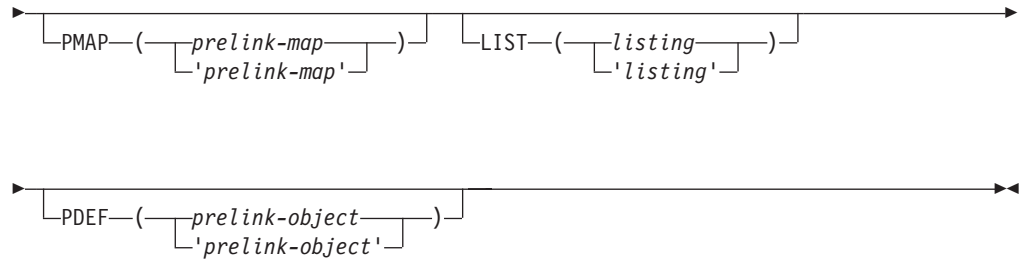 PMAP ( prelink-map ) LIST ( listing )
'prelink-map' 'listing'
PDEF ( prelink-object )
'prelink-object'